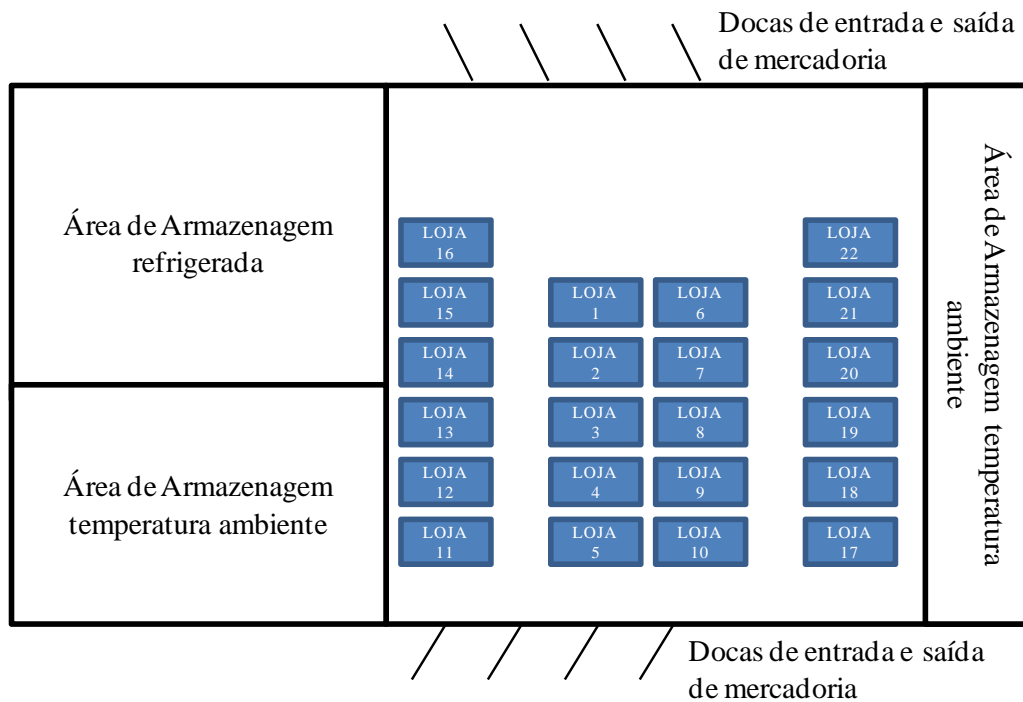 Docas de entrada e saída
de mercadoria
Área de Armazenagem
refrigerada
Área de Armazenagem
temperatura ambiente
LOJA
16
LOJA
15
LOJA
14
LOJA
13
LOJA
12
LOJA
11
LOJA
1
LOJA
2
LOJA
3
LOJA
4
LOJA
5
LOJA
6
LOJA
7
LOJA
8
LOJA
9
LOJA
10
LOJA
22
LOJA
21
LOJA
20
LOJA
19
LOJA
18
LOJA
17
Área de Armazenagem temperatura
ambiente
Docas de entrada e saída
de mercadoria